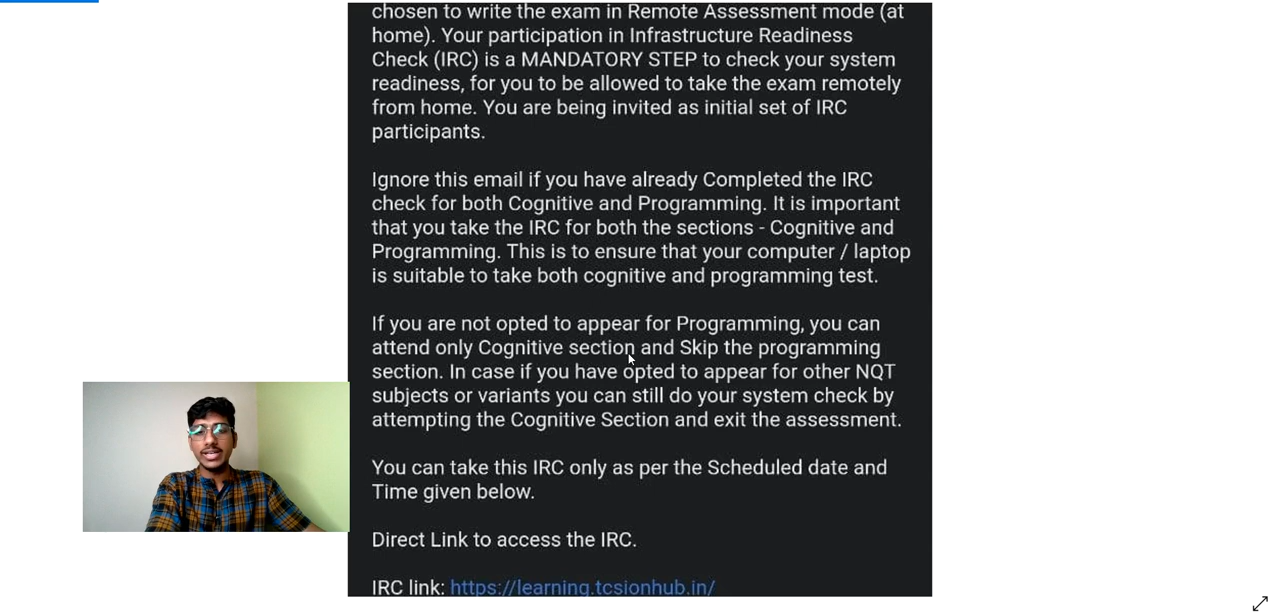 chosen to write the exam in Remote Assessment mode (at
home). Your participation in Infrastructure Readiness
Check (IRC) is a MANDATORY STEP to check your system
readiness, for you to be allowed to take the exam remotely
from home. You are being invited as initial set of IRC
participants.
Ignore this email if you have already Completed the IRC
check for both Cognitive and Programming. It is important
that you take the IRC for both the sections - Cognitive and
Programming. This is to ensure that your computer / laptop
is suitable to take both cognitive and programming test.
If you are not opted to appear for Programming, you can
attend only Cognitive section and Skip the programming
section. In case if you have opted to appear for other NQT
subjects or variants you can still do your system check by
attempting the Cognitive Section and exit the assessment.
You can take this IRC only as per the Scheduled date and
Time given below.
Direct Link to access the IRC.
IRC link: https://learning.tcsionhub.in/